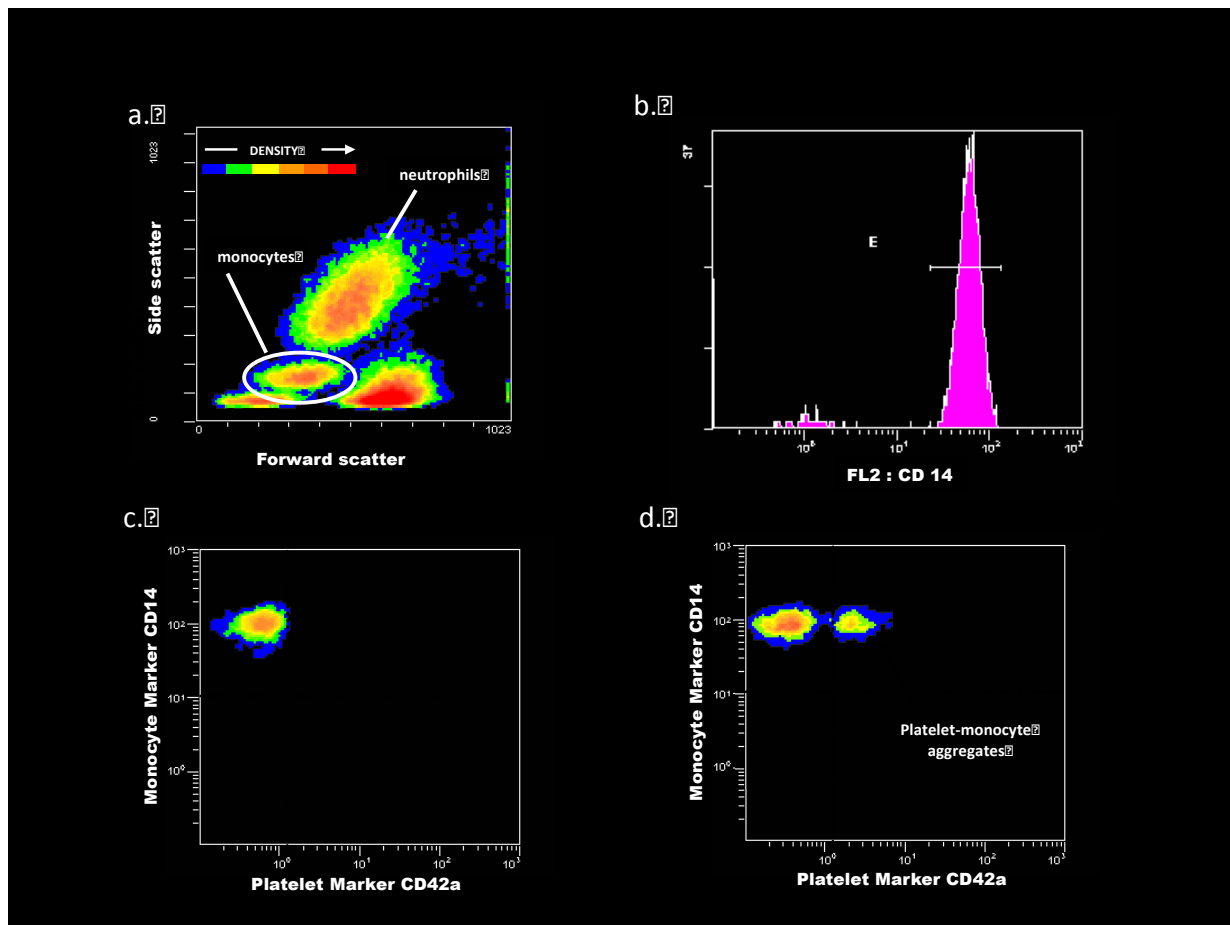 a.
1023
DENSITY
neutrophils
monocytes
Side scatter
0
0
1023
Forward scatter
b.
37
E
10⁰
10¹
10²
FL2 : CD 14
c.
Monocyte Marker CD14
10³
10²
10¹
10⁰
10⁰
10¹
10²
10³
Platelet Marker CD42a
d.
Monocyte Marker CD14
10³
10²
10¹
10⁰
Platelet-monocyte
aggregates
10⁰
10¹
10²
10³
Platelet Marker CD42a